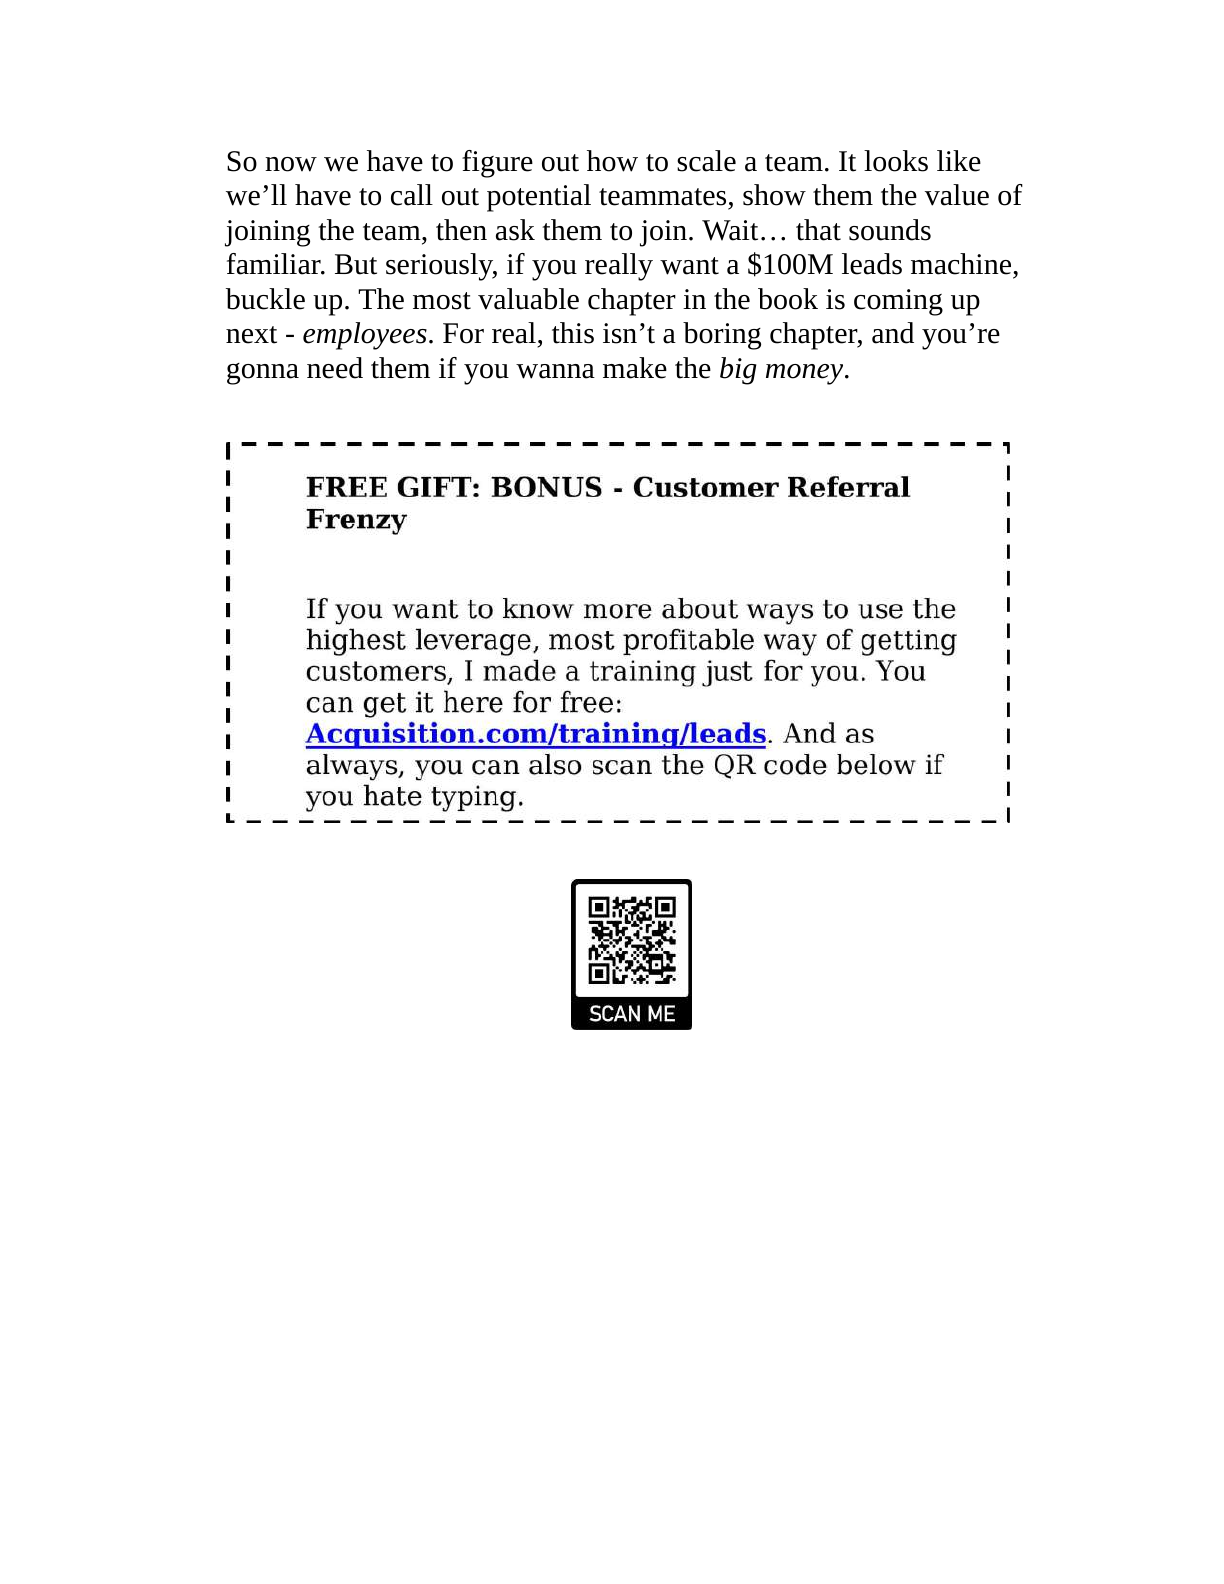 So now we have to figure out how to scale a team. It looks like
we’ll have to call out potential teammates, show them the value of
joining the team, then ask them to join. Wait… that sounds
familiar. But seriously, if you really want a $100M leads machine,
buckle up. The most valuable chapter in the book is coming up
next - employees. For real, this isn’t a boring chapter, and you’re
gonna need them if you wanna make the big money.
FREE GIFT: BONUS - Customer Referral
Frenzy
If you want to know more about ways to use the
highest leverage, most profitable way of getting
customers, I made a training just for you. You
can get it here for free:
Acquisition.com/training/leads. And as
always, you can also scan the QR code below if
you hate typing.
SCAN ME